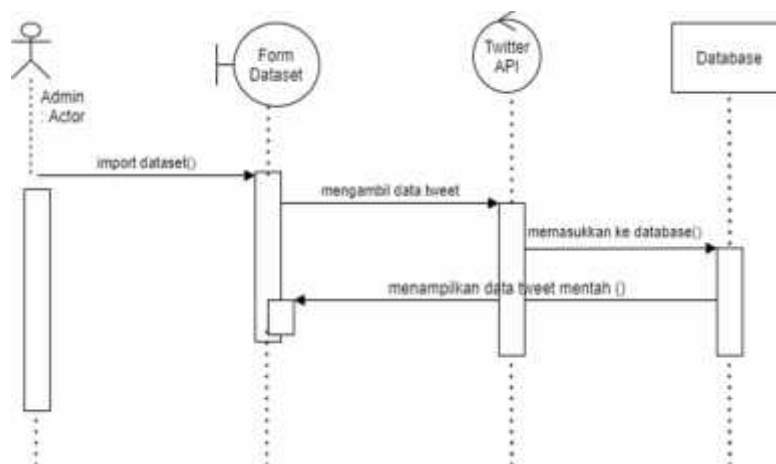 Admin
: Actor
Form
Dataset
Twitter
API
Database
import dataset()
mengambil data tweet
memasukkan ke database()
menampilkan data tweet mentah ()